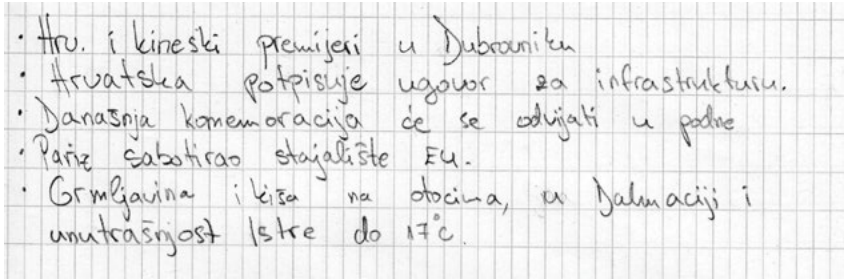 · Hrv. i kineski premijeri u Dubrovniku
· Hrvatska potpisuje ugovor za infrastrukturu.
· Današnja komemoracija će se odvijati u podne
· Pariz sabotirao stajalište EU.
· Grmljavina i kiša na otocima, u Dalmaciji i
unutrašnjost Istre do 17°C.